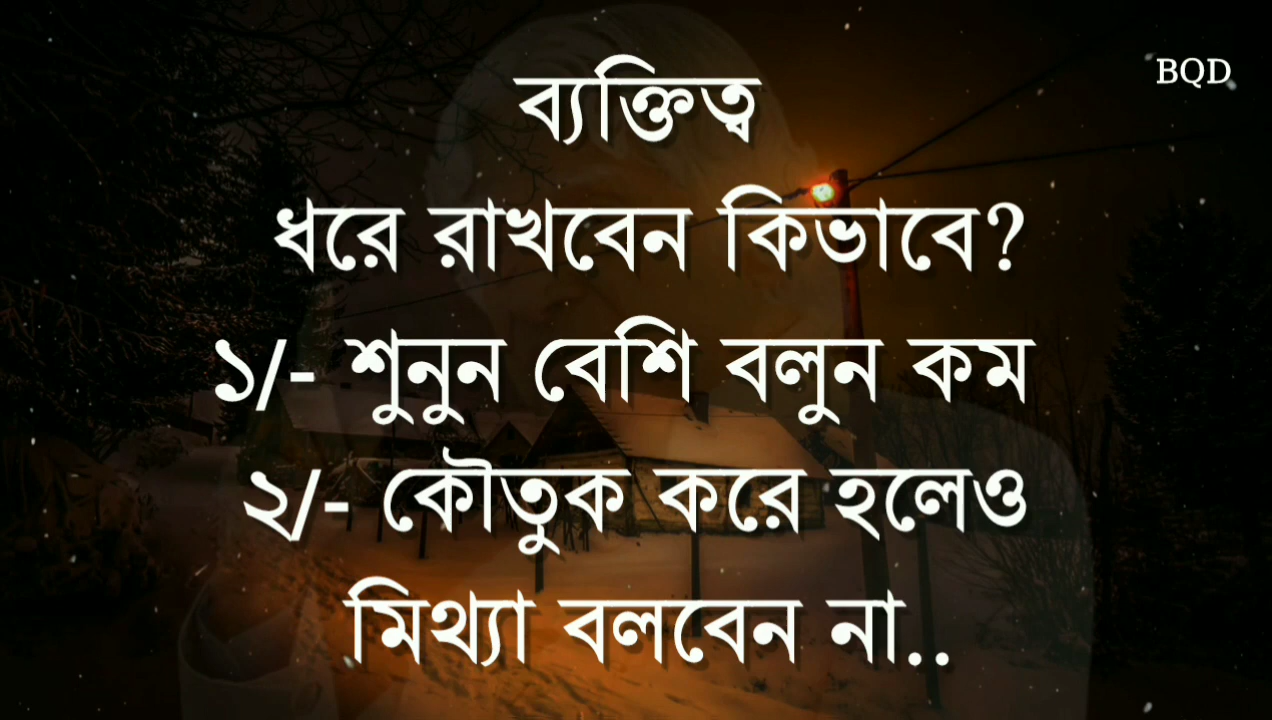 BQD
ব্যক্তিত্ব
ধরে রাখবেন কিভাবে?
১/- শুনুন বেশি বলুন কম
২/- কৌতুক করে হলেও
মিথ্যা বলবেন না..